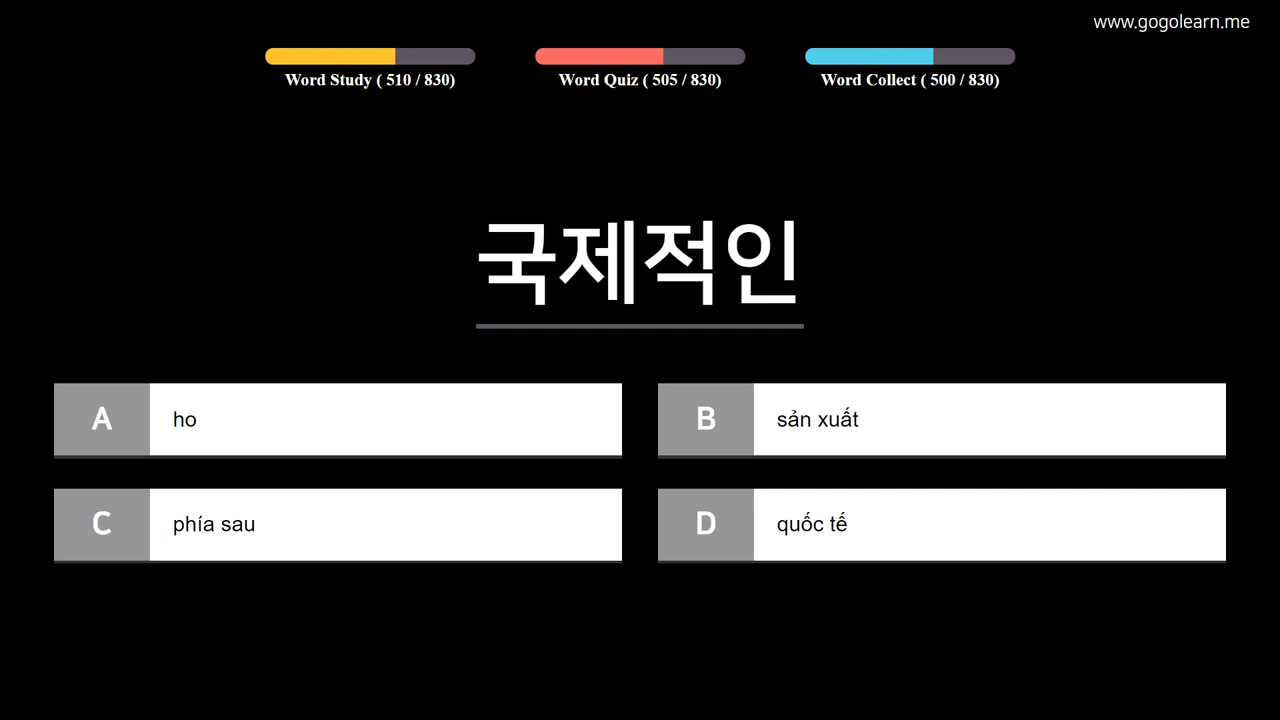 www.gogolearn.me
Word Study ( 510 / 830)
Word Quiz ( 505 / 830)
Word Collect ( 500 / 830)
국제적인
A ho
B sản xuất
C phía sau
D quốc tế